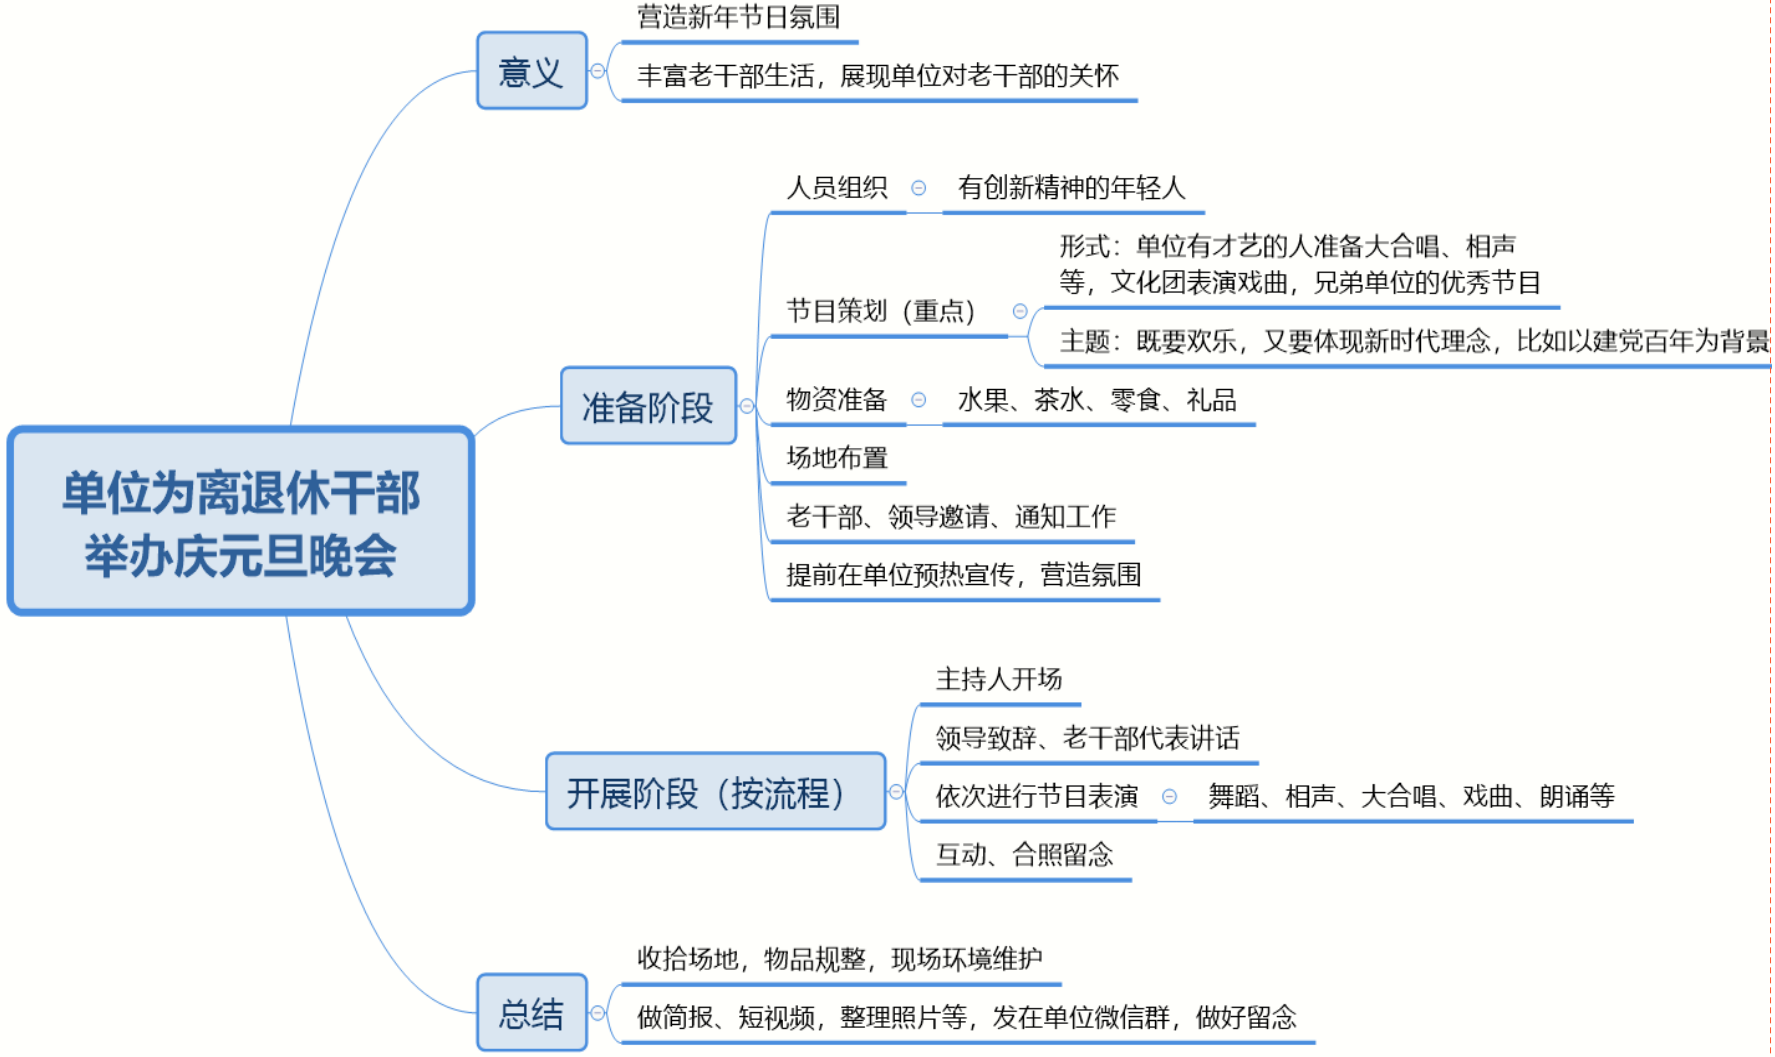 单位为离退休干部
举办庆元旦晚会
意义
营造新年节日氛围
丰富老干部生活，展现单位对老干部的关怀
准备阶段
人员组织
有创新精神的年轻人
节目策划（重点）
形式：单位有才艺的人准备大合唱、相声
等，文化团表演戏曲，兄弟单位的优秀节目
主题：既要欢乐，又要体现新时代理念，比如以建党百年为背景
物资准备
水果、茶水、零食、礼品
场地布置
老干部、领导邀请、通知工作
提前在单位预热宣传，营造氛围
开展阶段（按流程）
主持人开场
领导致辞、老干部代表讲话
依次进行节目表演
舞蹈、相声、大合唱、戏曲、朗诵等
互动、合照留念
总结
收拾场地，物品规整，现场环境维护
做简报、短视频，整理照片等，发在单位微信群，做好留念